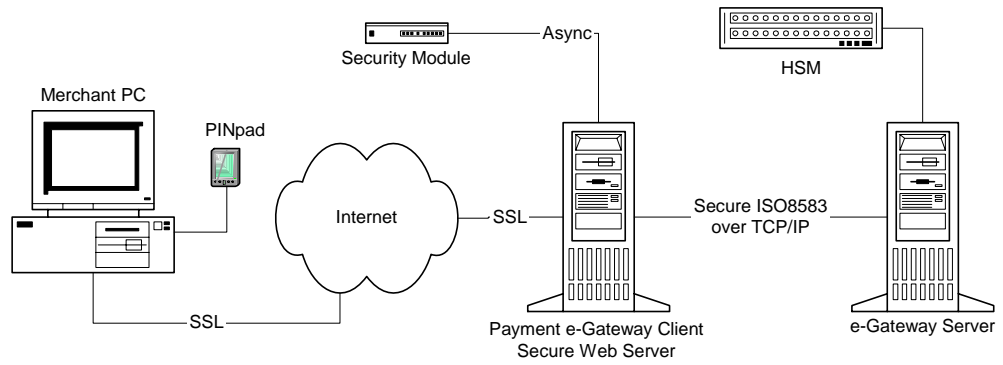 Async
Security Module
HSM
Merchant PC
PINpad
Internet
SSL
Secure ISO8583
over TCP/IP
SSL
Payment e-Gateway Client
Secure Web Server
e-Gateway Server